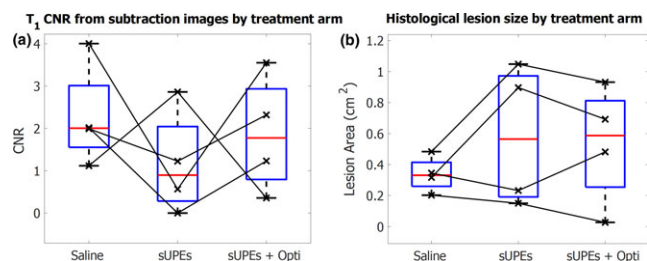 T1 CNR from subtraction images by treatment arm
(a)
CNR
4
3
2
1
0
Saline
sUPEs
sUPEs + Opti
Histological lesion size by treatment arm
(b)
Lesion Area (cm 2)
1.2
1
0.8
0.6
0.4
0.2
0
Saline
sUPEs
sUPEs + Opti